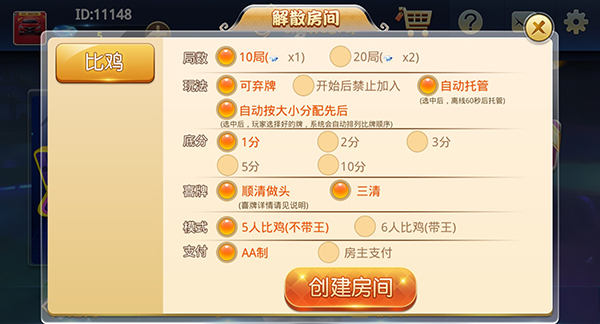 ID:11148
解散房间
5
比鸡
局数 10局( x1) 20局( x2)
玩法 可弃牌 开始后禁止加入 自动托管
(选中后，离线60秒后托管)
自动按大小分配先后
(选中后，玩家选择好的牌，系统会自动排列比牌顺序)
底分 1分 2分 3分
5分 10分
喜牌 顺清做头 三清
(喜牌详情请见说明)
模式 5人比鸡(不带王) 6人比鸡(带王)
支付 AA制 房主支付
创建房间